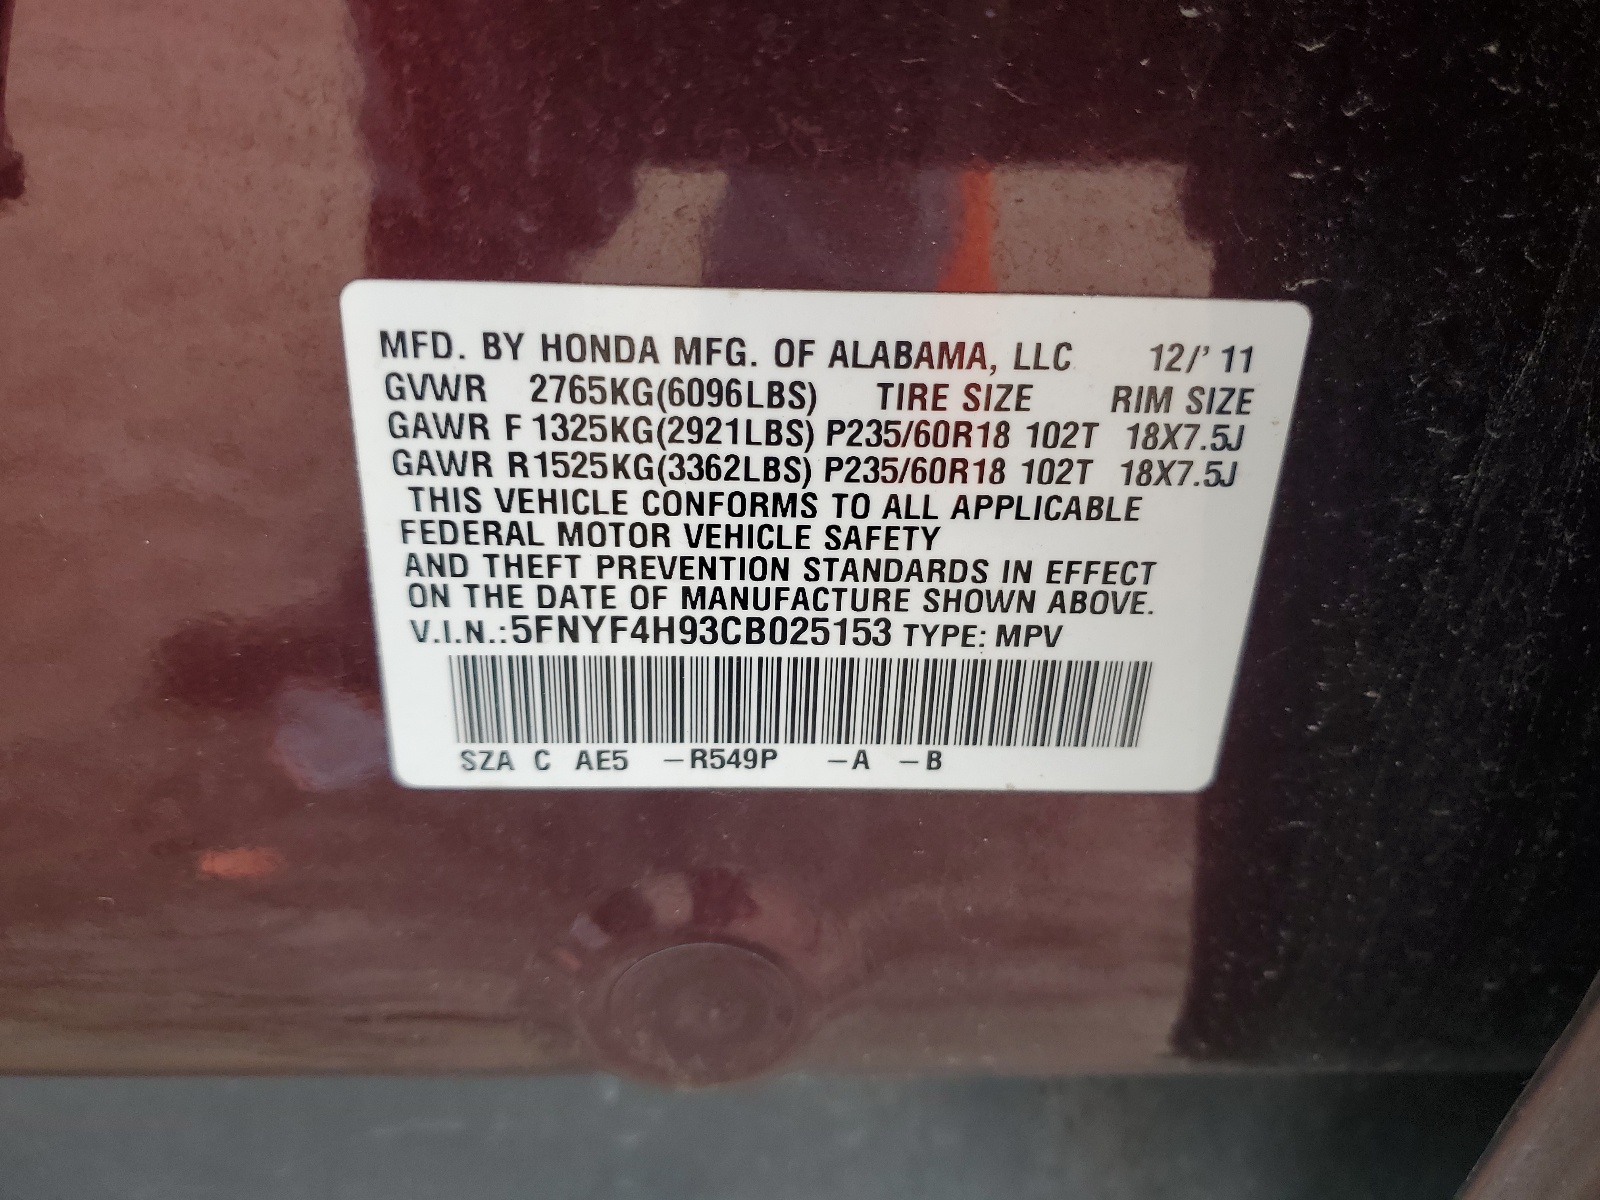 MFD. BY HONDA MFG. OF ALABAMA, LLC 12/' 11
GVWR 2765KG(6096LBS) TIRE SIZE RIM SIZE
GAWR F 1325KG(2921LBS) P235/60R18 102T 18X7.5J
GAWR R 1525KG(3362LBS) P235/60R18 102T 18X7.5J
THIS VEHICLE CONFORMS TO ALL APPLICABLE
FEDERAL MOTOR VEHICLE SAFETY
AND THEFT PREVENTION STANDARDS IN EFFECT
ON THE DATE OF MANUFACTURE SHOWN ABOVE.
V.I.N.:5FNYF4H93CB025153 TYPE: MPV
SZA C AE5 –R549P –A –B